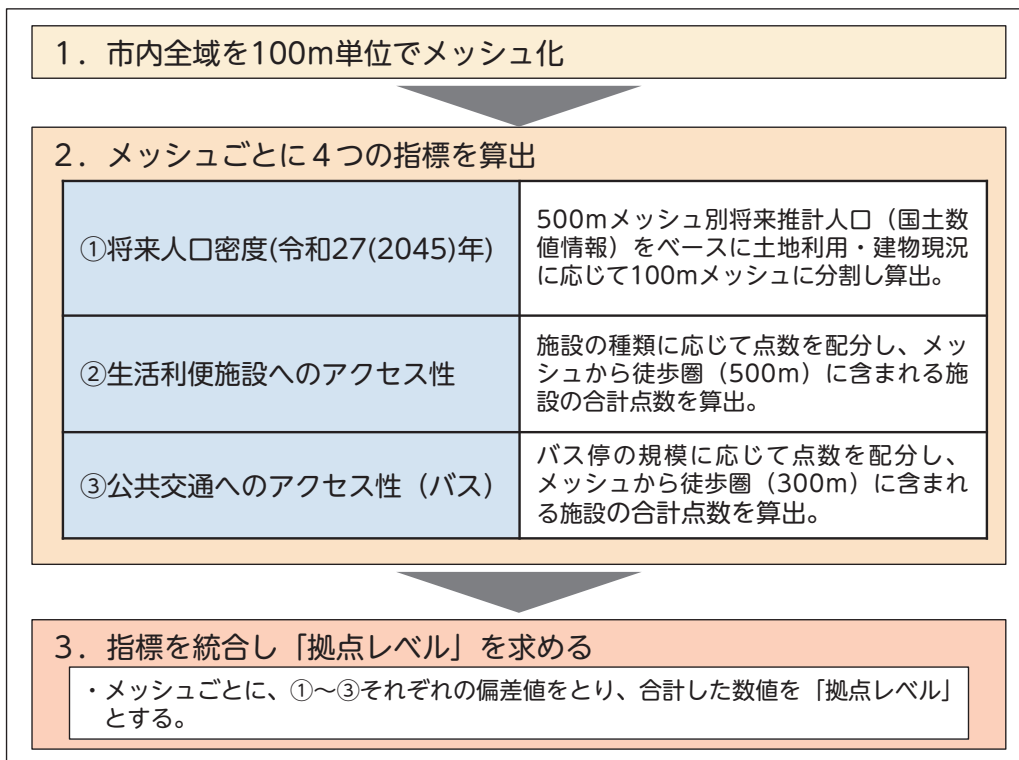 1．市内全域を100m単位でメッシュ化
2．メッシュごとに４つの指標を算出
①将来人口密度(令和27(2045)年)
500mメッシュ別将来推計人口（国土数
値情報）をベースに土地利用・建物現況
に応じて100mメッシュに分割し算出。
②生活利便施設へのアクセス性
施設の種類に応じて点数を配分し、メッ
シュから徒歩圏（500m）に含まれる施
設の合計点数を算出。
③公共交通へのアクセス性（バス）
バス停の規模に応じて点数を配分し、
メッシュから徒歩圏（300m）に含まれ
る施設の合計点数を算出。
3．指標を統合し「拠点レベル」を求める
・メッシュごとに、①～③それぞれの偏差値をとり、合計した数値を「拠点レベル」
とする。